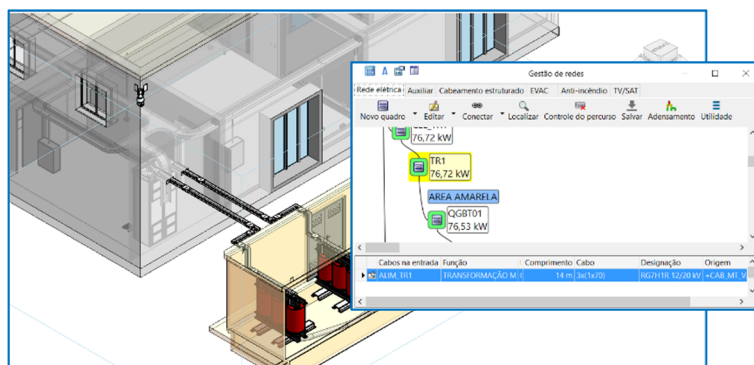 Gestão de redes
Rede elétrica Auxiliar Cabeamento estruturado EVAC Anti-incêndio TV/SAT
Novo quadro Editar Conectar Localizar Controle do percurso Salvar Adensamento Utilidade
76,72 kW
TR1
76,72 kW
AREA AMARELA
QGBT01
76,53 kW
Cabos na entrada Função Comprimento Cabo Designação Origem
ALIM_TR1 TRANSFORMAÇÃO M 14 m 3x(1x70) RG7H1R 12/20 kV +CAB_MT_V